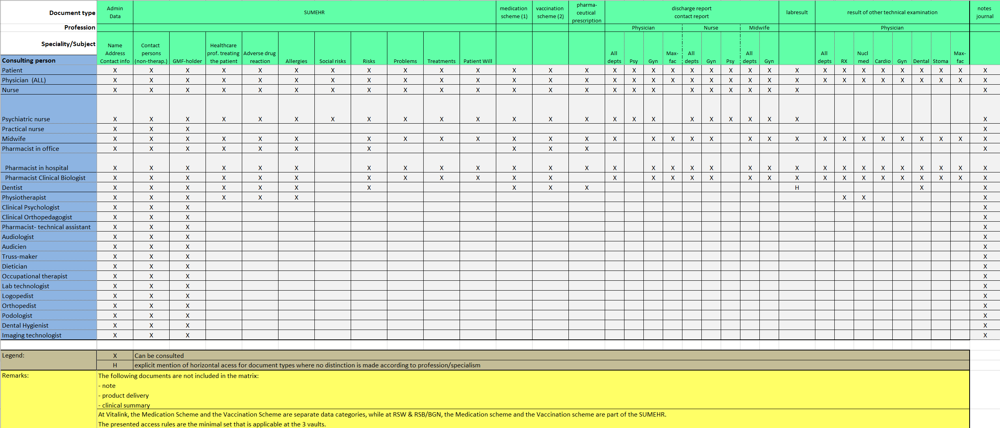 Document type Admin Data SUMEHR medication scheme (1) vaccination scheme (2) pharma-ceutical prescription discharge report contact report labresult result of other technical examination notes journal
Profession Physician Nurse Midwife Physician
Speciality/Subject
Consulting person Name Address Contact info Contact persons (non-therap.) GMF-holder Healthcare prof. treating the patient Adverse drug reaction Allergies Social risks Risks Problems Treatments Patient Will All depts Psy Gyn Max-fac All depts Gyn Psy All depts Gyn All depts RX Nucl med Cardio Gyn Dental Stoma Max-fac
Patient X X X X X X X X X X X X X X X X X X X X X X X X X X X X X X X X X
Physician (ALL) X X X X X X X X X X X X X X X X X X X X X X X X X X X X X X X X X
Nurse X X X X X X X X X X X X X X X X X X X X X X X X
Psychiatric nurse X X X X X X X X X X X X X X X X X X X X X X X X
Practical nurse X X X X
Midwife X X X X X X X X X X X X X X X X X X X X X X X X X X X X X X
Pharmacist in office X X X X X X X X X X X
Pharmacist in hospital X X X X X X X X X X X X X X X X X X X X X X X X X X X X X X
Pharmacist Clinical Biologist X X X X X X X X X X X X X X X X X X X X X X X X X X X X X
Dentist X X X X X X X X X X H X X
Physiotherapist X X X X X X X X X
Clinical Psychologist X X X X
Clinical Orthopedagogist X X X X
Pharmacist- technical assistant X X X X
Audiologist X X X X
Audicien X X X X
Truss-maker X X X X
Dietician X X X X
Occupational therapist X X X X
Lab technologist X X X X
Logopedist X X X X
Orthopedist X X X X
Podologist X X X X
Dental Hygienist X X X X
Imaging technologist X X X X
Legend: X Can be consulted
H explicit mention of horizontal acess for document types where no distinction is made according to profession/specialism
Remarks: The following documents are not included in the matrix:
- note
- product delivery
- clinical summary
At Vitalink, the Medication Scheme and the Vaccination Scheme are separate data categories, while at RSW & RSB/BGN, the Medication scheme and the Vaccination scheme are part of the SUMEHR.
The presented access rules are the minimal set that is applicable at the 3 vaults.